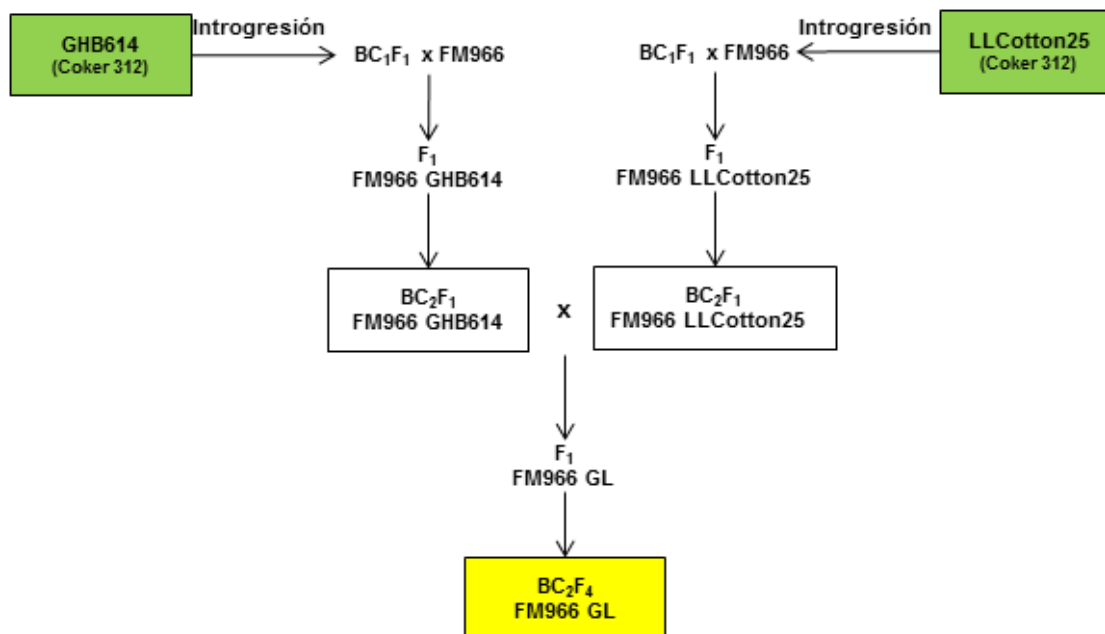 GHB614
(Coker 312)
Introgresión
BC₁F₁ x FM966
BC₁F₁ x FM966
Introgresión
LLCotton25
(Coker 312)
F₁
FM966 GHB614
F₁
FM966 LLCotton25
BC₂F₁
FM966 GHB614
x
BC₂F₁
FM966 LLCotton25
F₁
FM966 GL
BC₂F₄
FM966 GL